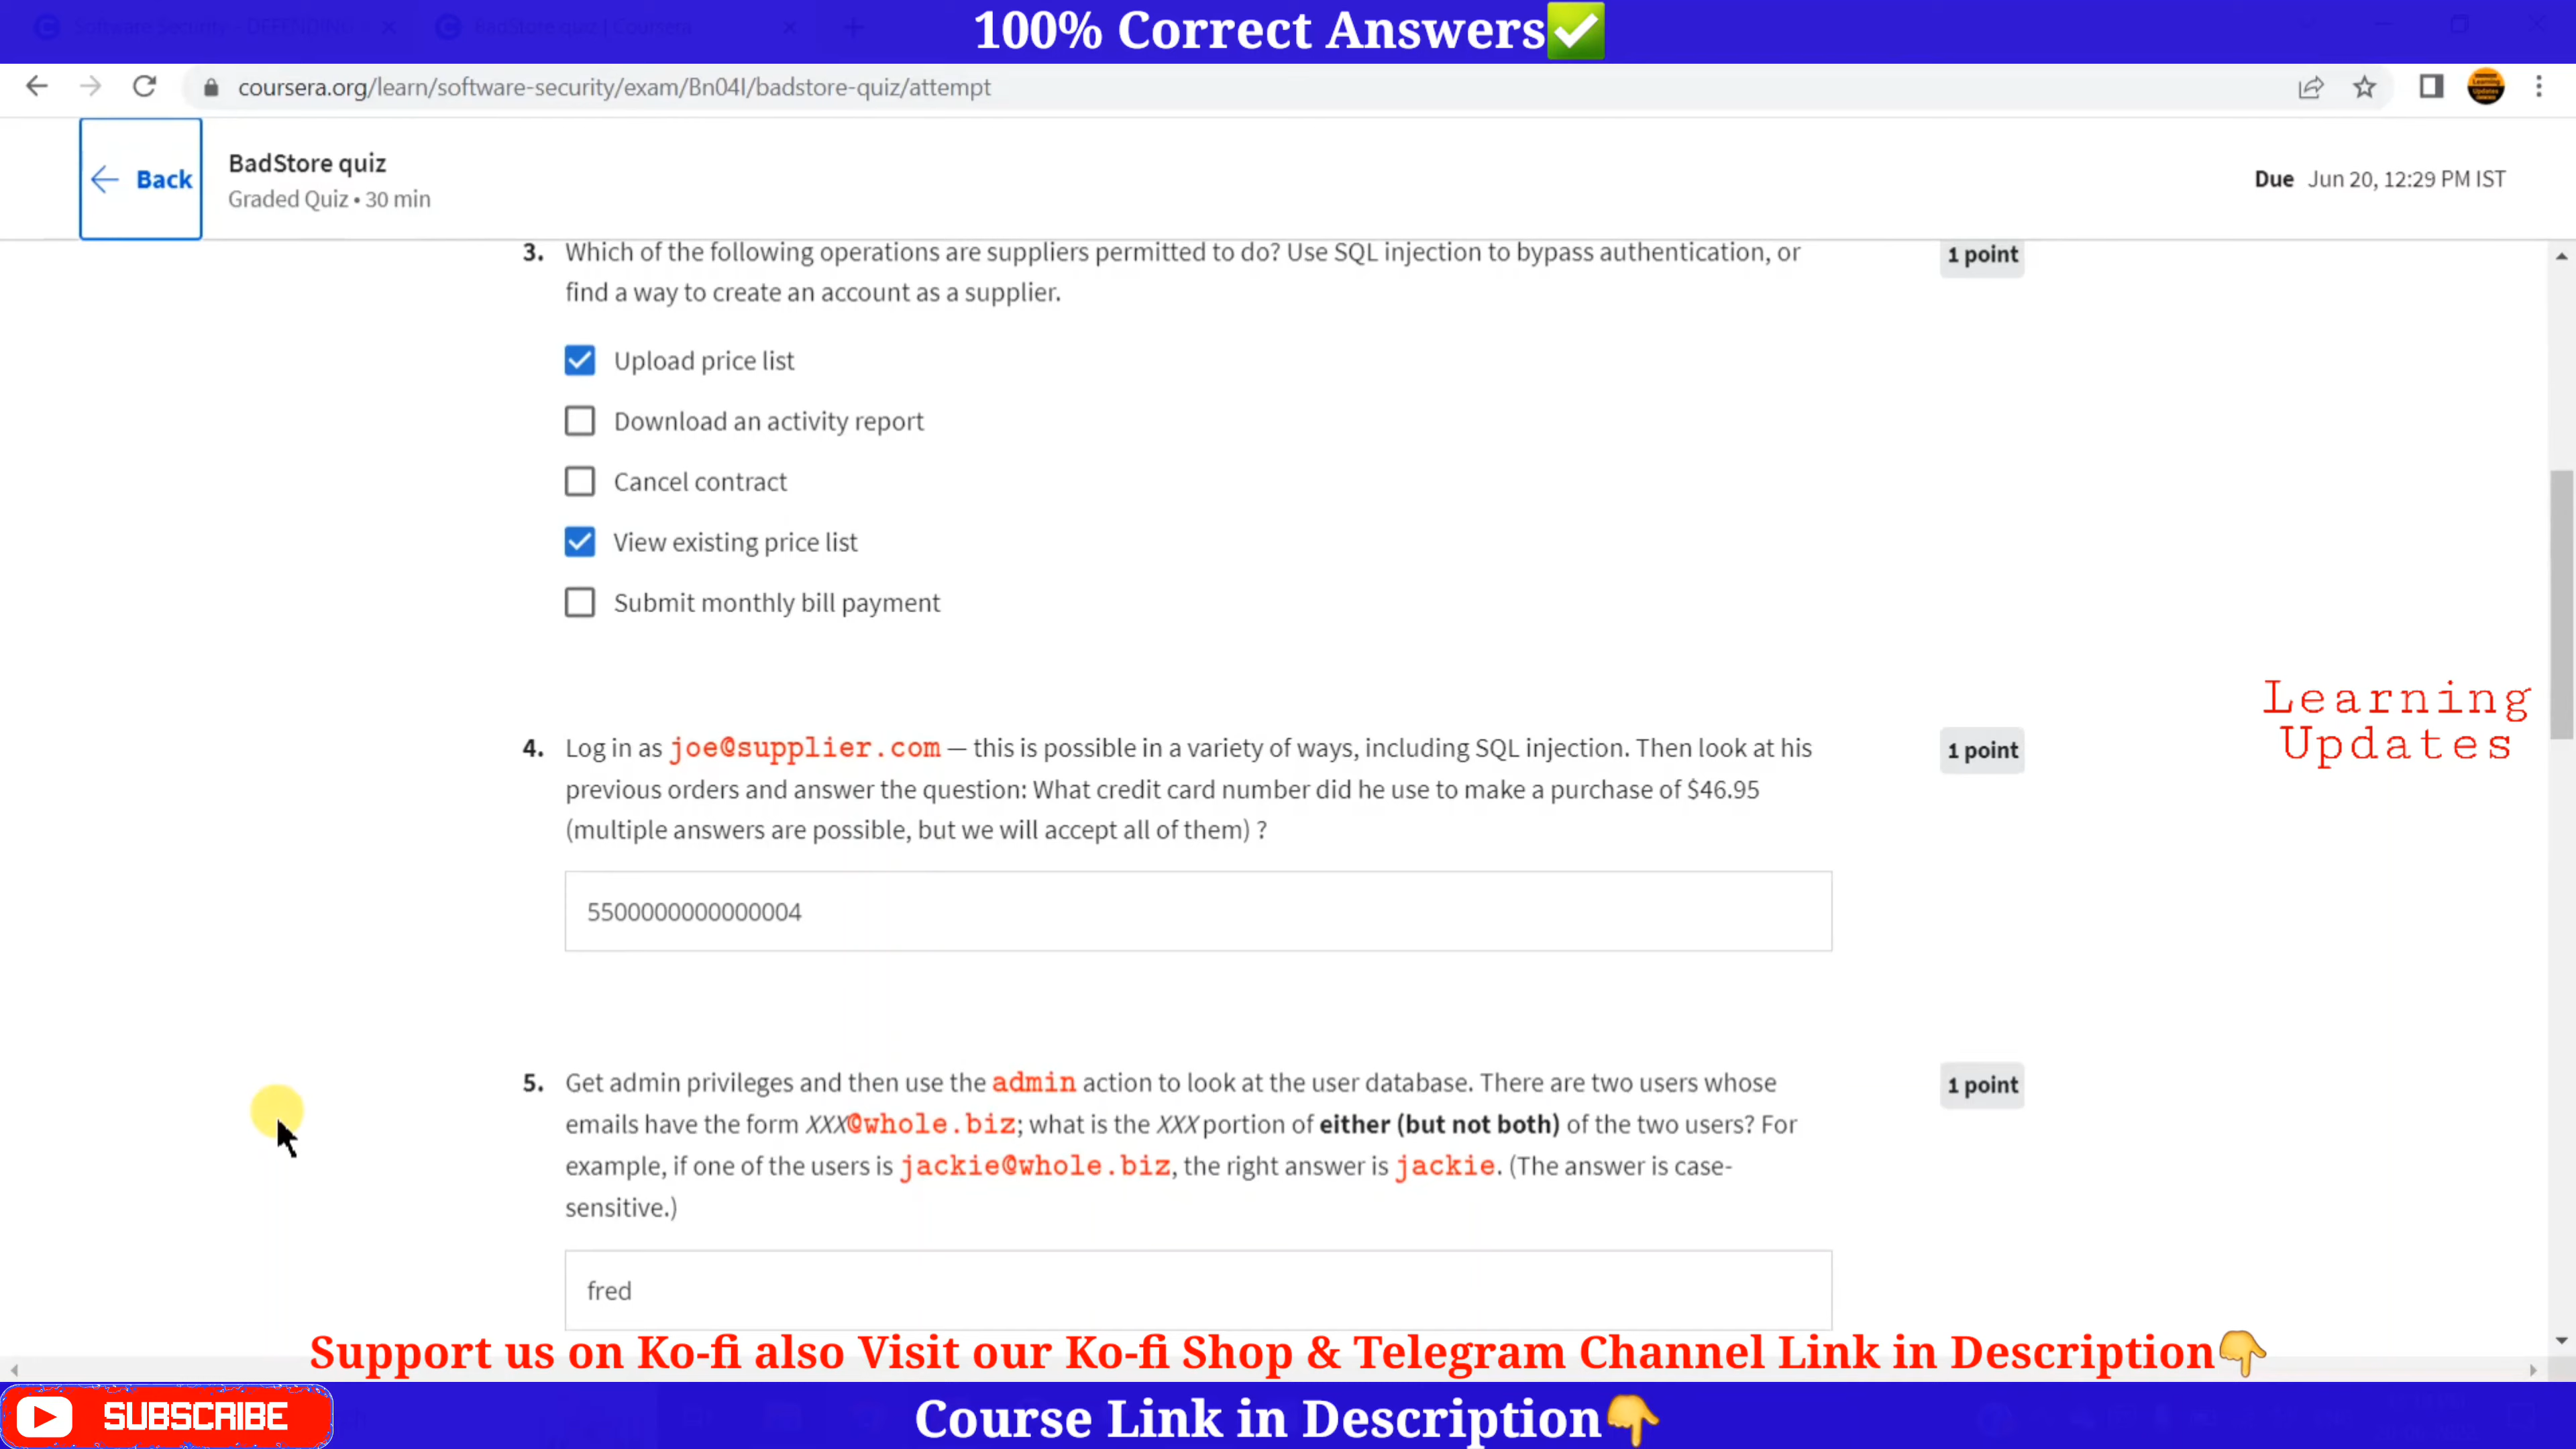 100% Correct Answers✅
Software Security - DEFENDING
BadStore quiz | Coursera
coursera.org/learn/software-security/exam/Bn04I/badstore-quiz/attempt
Back
BadStore quiz
Graded Quiz • 30 min
Due Jun 20, 12:29 PM IST
3. Which of the following operations are suppliers permitted to do? Use SQL injection to bypass authentication, or
find a way to create an account as a supplier.
1 point
Upload price list
Download an activity report
Cancel contract
View existing price list
Submit monthly bill payment
Learning
Updates
4. Log in as joe@supplier.com — this is possible in a variety of ways, including SQL injection. Then look at his
previous orders and answer the question: What credit card number did he use to make a purchase of $46.95
(multiple answers are possible, but we will accept all of them) ?
1 point
5500000000000004
5. Get admin privileges and then use the admin action to look at the user database. There are two users whose
emails have the form XXX@whole.biz; what is the XXX portion of either (but not both) of the two users? For
example, if one of the users is jackie@whole.biz, the right answer is jackie. (The answer is case-
sensitive.)
1 point
fred
Support us on Ko-fi also Visit our Ko-fi Shop & Telegram Channel Link in Description👇
SUBSCRIBE
Course Link in Description👇